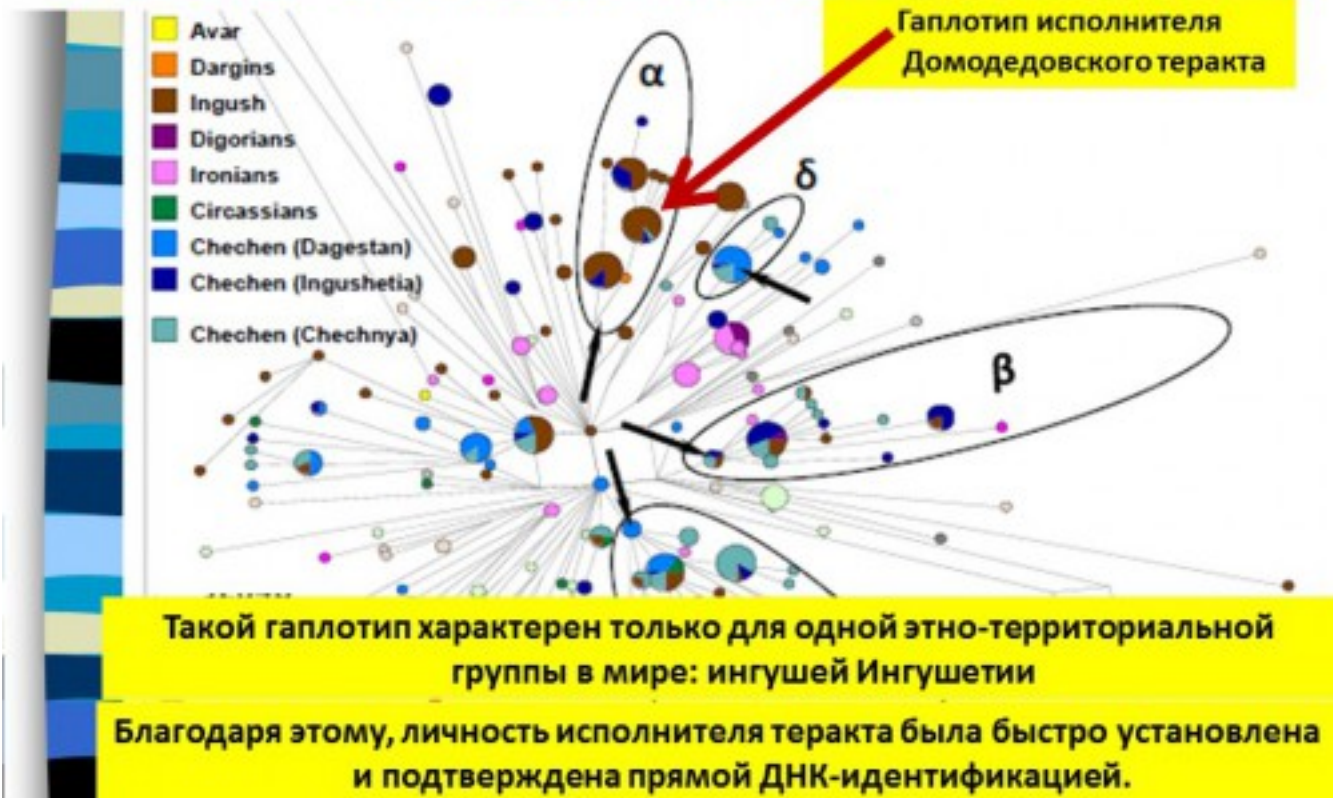 Avar
Dargins
Ingush
Digorians
Ironians
Circassians
Chechen (Dagestan)
Chechen (Ingushetia)
Chechen (Chechnya)
Гаплотип исполнителя
Домодедовского теракта
α
δ
β
Такой гаплотип характерен только для одной этно-территориальной
группы в мире: ингушей Ингушетии
Благодаря этому, личность исполнителя теракта была быстро установлена
и подтверждена прямой ДНК-идентификацией.